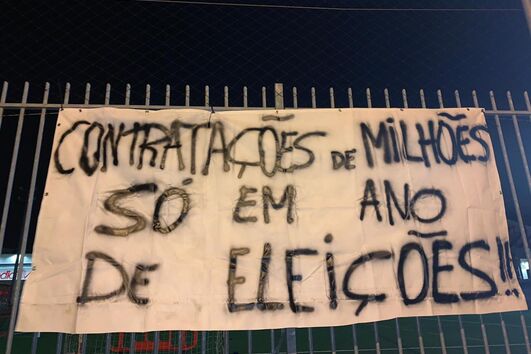 CONTRATAÇÕES DE MILHÕES
SÓ EM ANO
DE ELEIÇÕES!!!